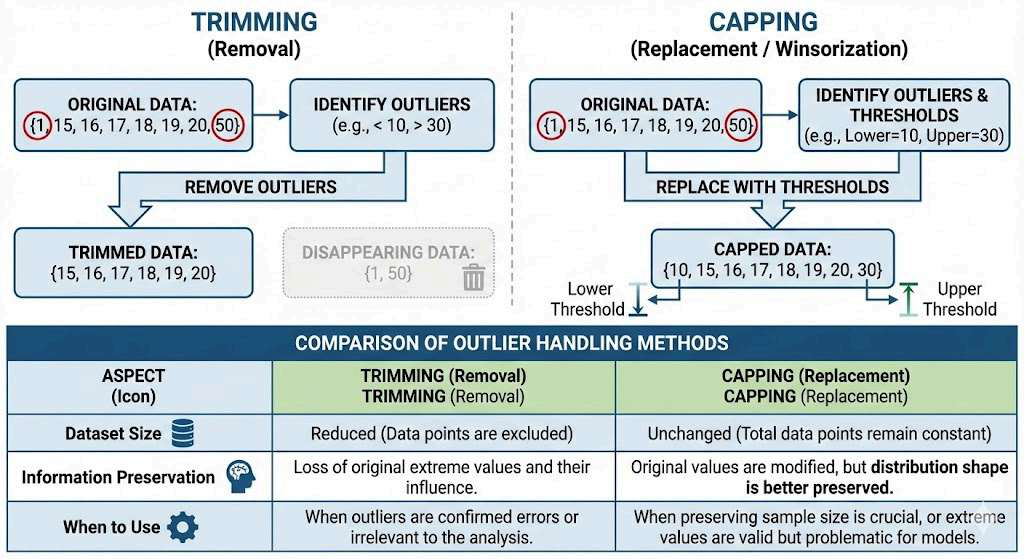 TRIMMING
(Removal)
ORIGINAL DATA:
{1, 15, 16, 17, 18, 19, 20, 50}
IDENTIFY OUTLIERS
(e.g., < 10, > 30)
REMOVE OUTLIERS
TRIMMED DATA:
{15, 16, 17, 18, 19, 20}
DISAPPEARING DATA:
{1, 50}
CAPPING
(Replacement / Winsorization)
ORIGINAL DATA:
{1, 15, 16, 17, 18, 19, 20, 50}
IDENTIFY OUTLIERS &
THRESHOLDS
(e.g., Lower=10, Upper=30)
REPLACE WITH THRESHOLDS
CAPPED DATA:
{10, 15, 16, 17, 18, 19, 20, 30}
Lower
Threshold
Upper
Threshold
COMPARISON OF OUTLIER HANDLING METHODS
ASPECT
(Icon)
TRIMMING (Removal)
TRIMMING (Removal)
CAPPING (Replacement)
CAPPING (Replacement)
Dataset Size
Reduced (Data points are excluded)
Unchanged (Total data points remain constant)
Information Preservation
Loss of original extreme values and their
influence.
Original values are modified, but distribution shape
is better preserved.
When to Use
When outliers are confirmed errors or
irrelevant to the analysis.
When preserving sample size is crucial, or extreme
values are valid but problematic for models.